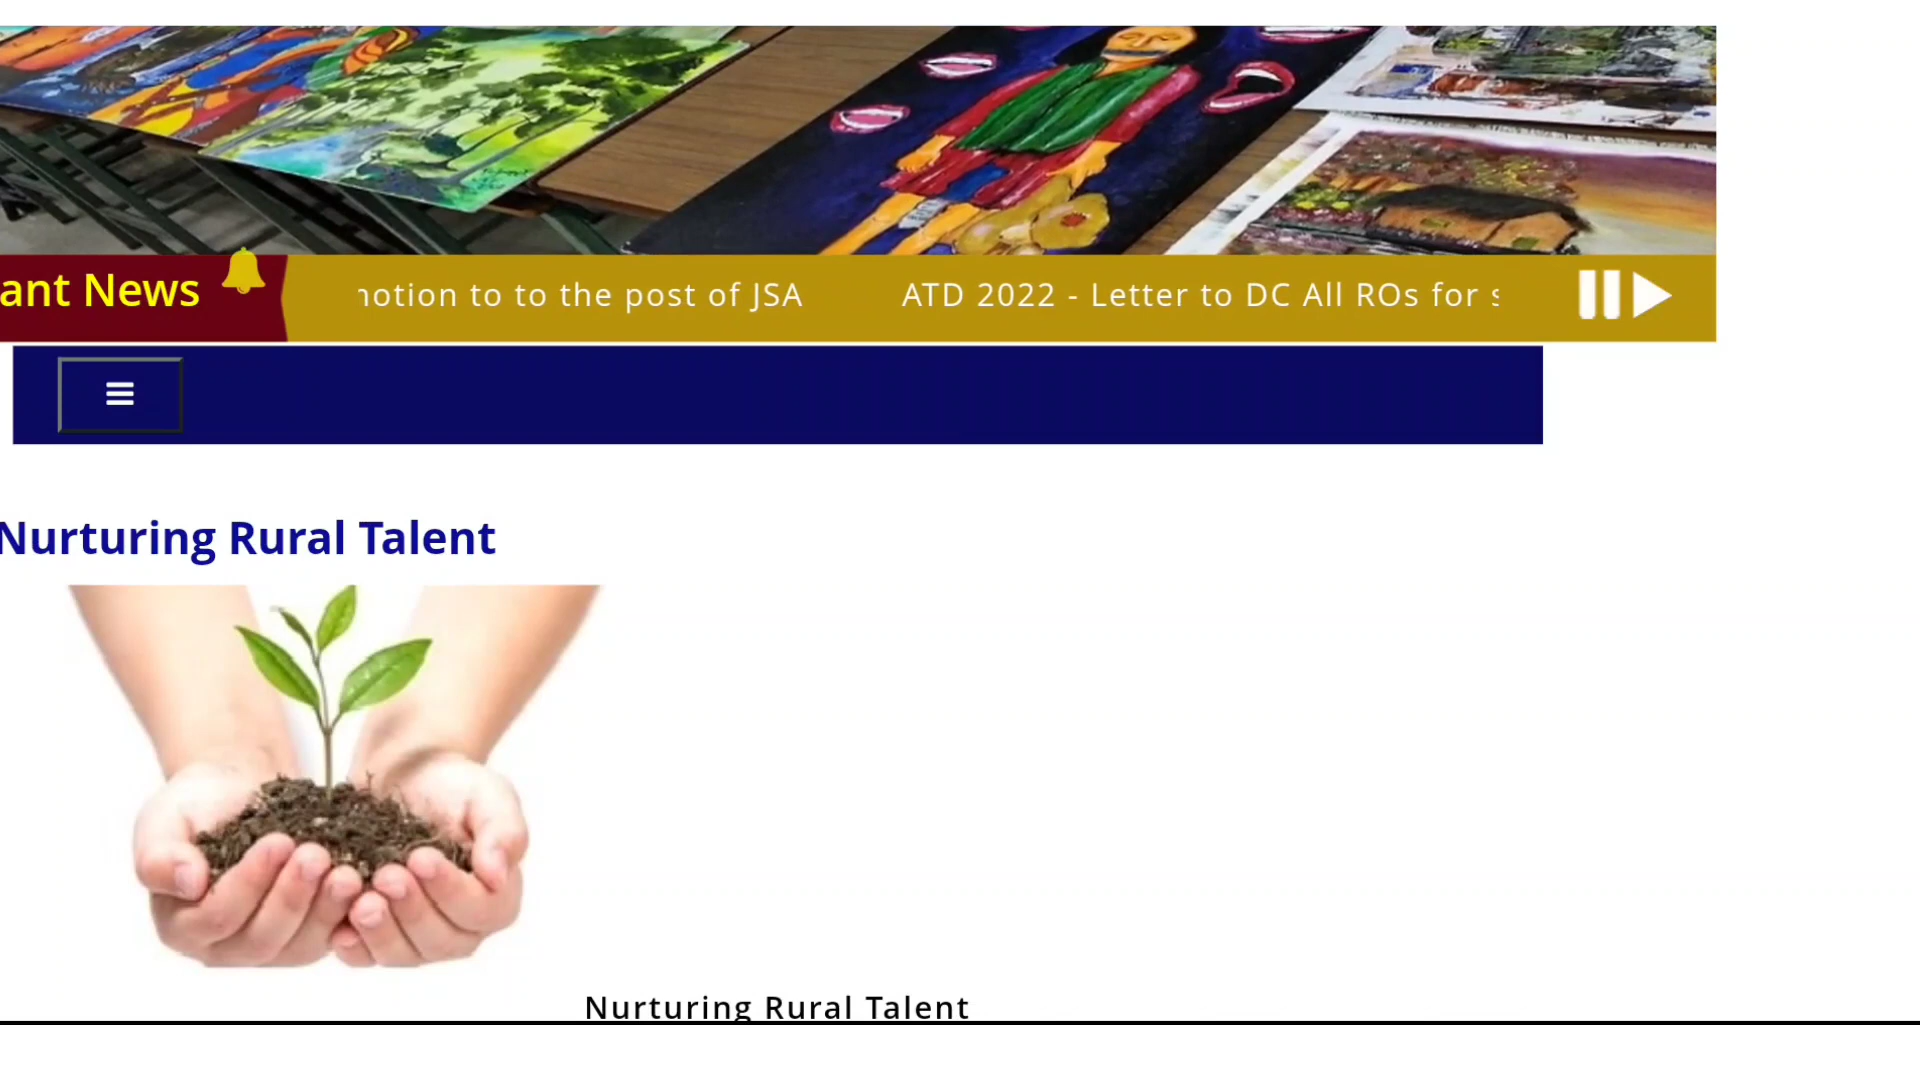 ant News
notion to to the post of JSA ATD 2022 - Letter to DC All ROs for s
Nurturing Rural Talent
Nurturing Rural Talent